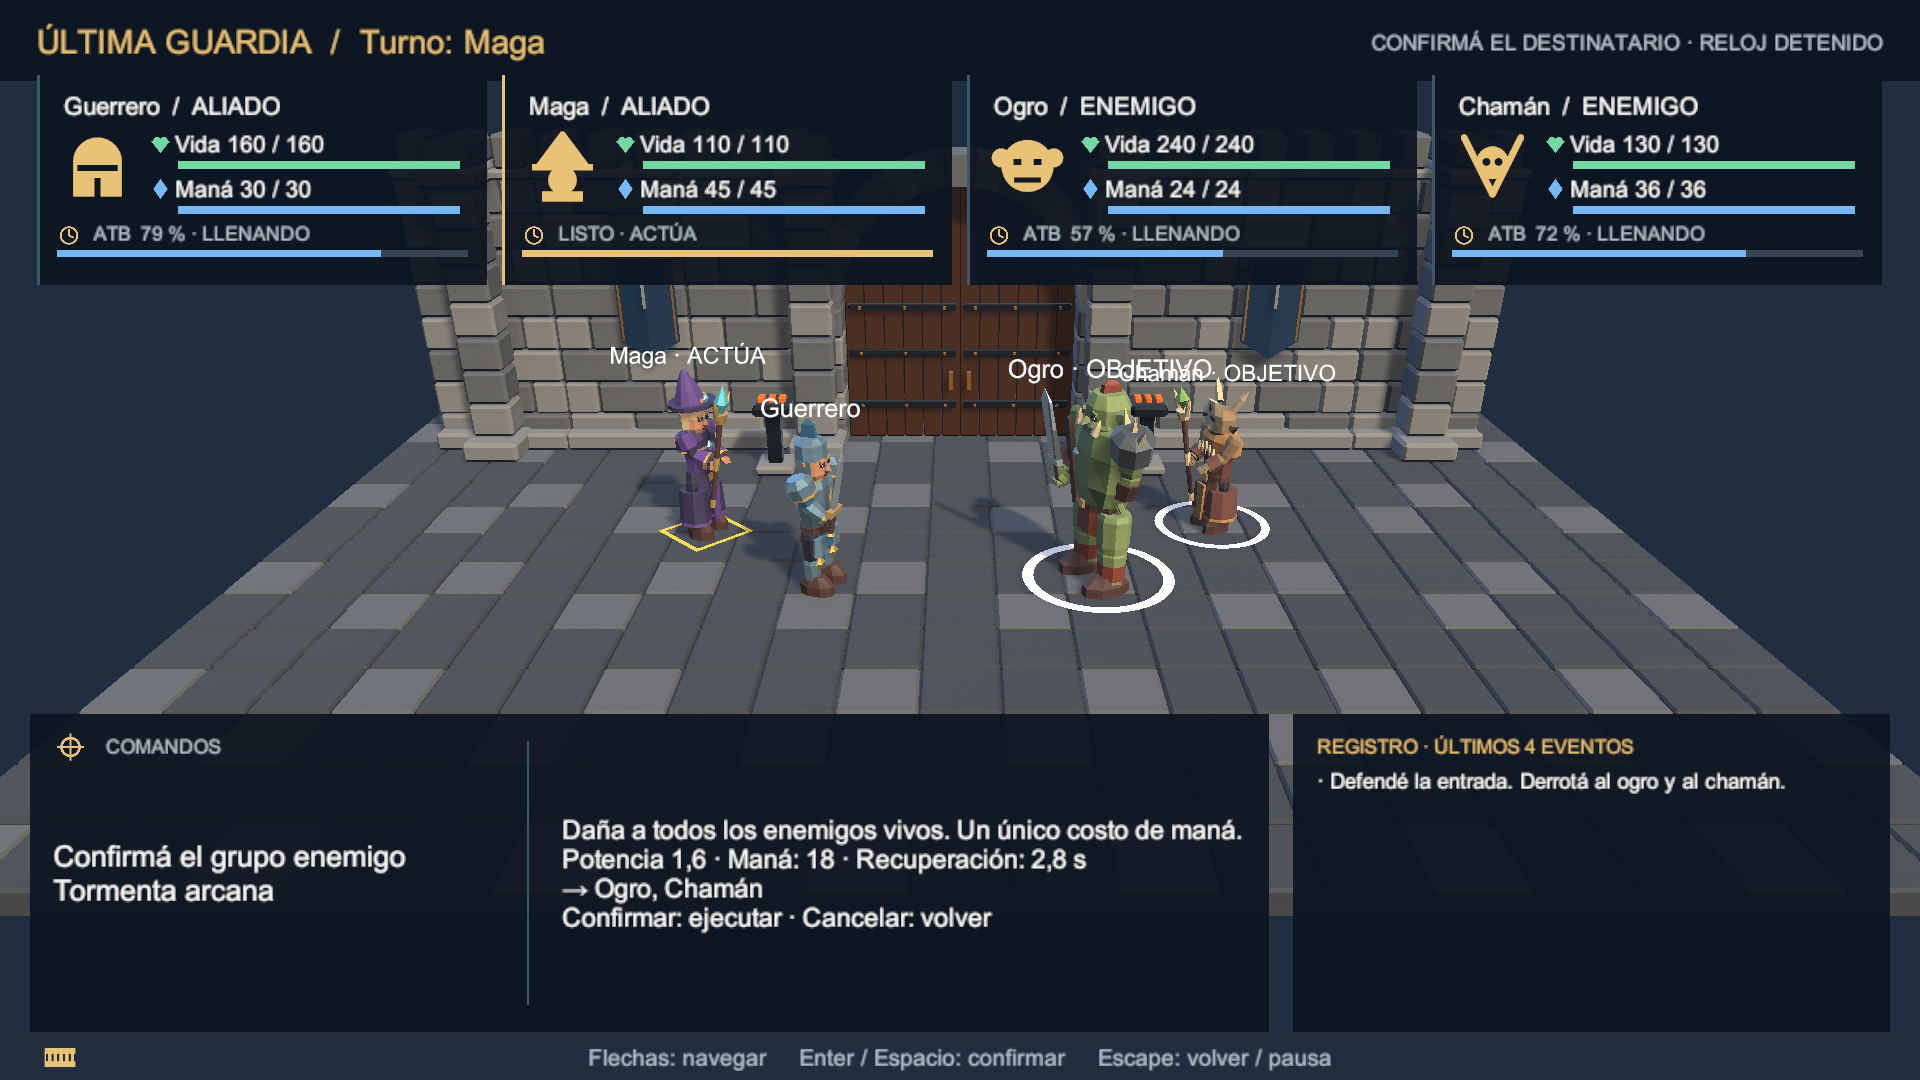 ÚLTIMA GUARDIA / Turno: Maga
CONFIRMÁ EL DESTINATARIO · RELOJ DETENIDO
Guerrero / ALIADO
Vida 160 / 160
Maná 30 / 30
ATB 79 % · LLENANDO
Maga / ALIADO
Vida 110 / 110
Maná 45 / 45
LISTO · ACTÚA
Ogro / ENEMIGO
Vida 240 / 240
Maná 24 / 24
ATB 57 % · LLENANDO
Chamán / ENEMIGO
Vida 130 / 130
Maná 36 / 36
ATB 72 % · LLENANDO
Maga · ACTÚA
Guerrero
Ogro · OBJETIVO
Chamán · OBJETIVO
COMANDOS
Confirmá el grupo enemigo
Tormenta arcana
Daña a todos los enemigos vivos. Un único costo de maná.
Potencia 1,6 · Maná: 18 · Recuperación: 2,8 s
→ Ogro, Chamán
Confirmar: ejecutar · Cancelar: volver
REGISTRO · ÚLTIMOS 4 EVENTOS
· Defendé la entrada. Derrotá al ogro y al chamán.
Flechas: navegar Enter / Espacio: confirmar Escape: volver / pausa